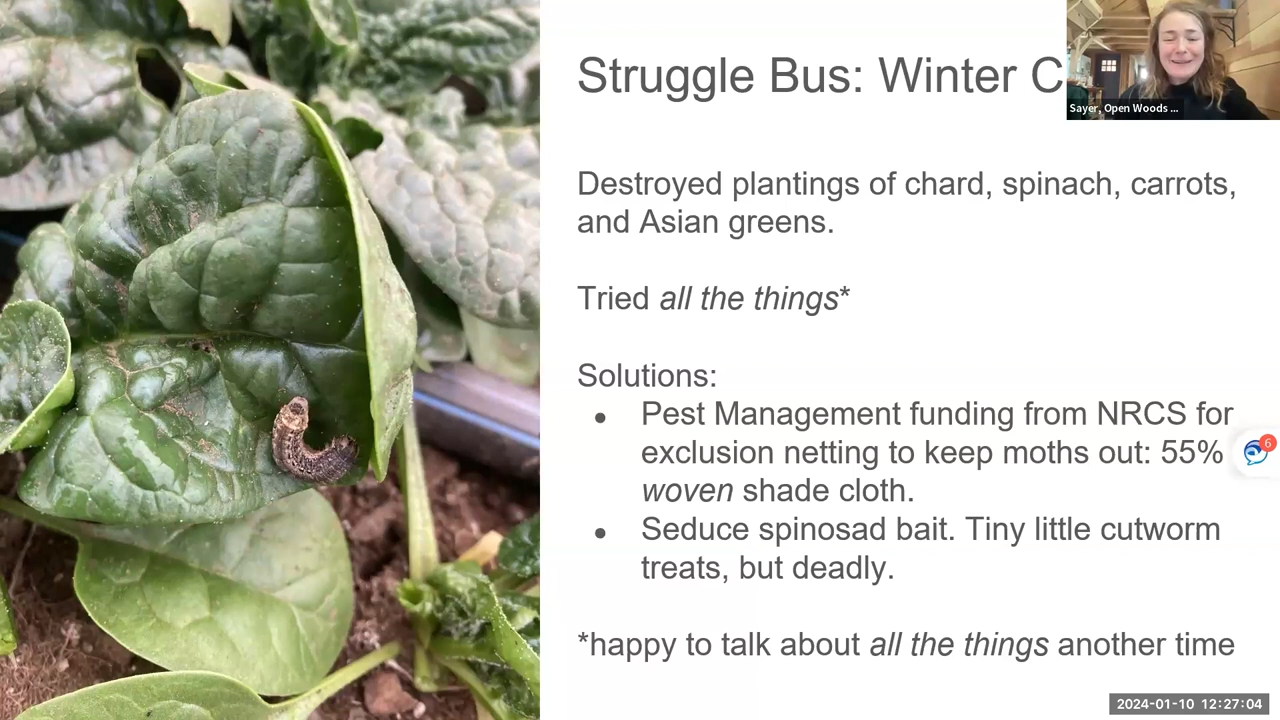 Struggle Bus: Winter C
Sayer, Open Woods ...
Destroyed plantings of chard, spinach, carrots,
and Asian greens.
Tried all the things*
Solutions:
● Pest Management funding from NRCS for
exclusion netting to keep moths out: 55%
woven shade cloth.
● Seduce spinosad bait. Tiny little cutworm
treats, but deadly.
*happy to talk about all the things another time
6
2024-01-10 12:27:04